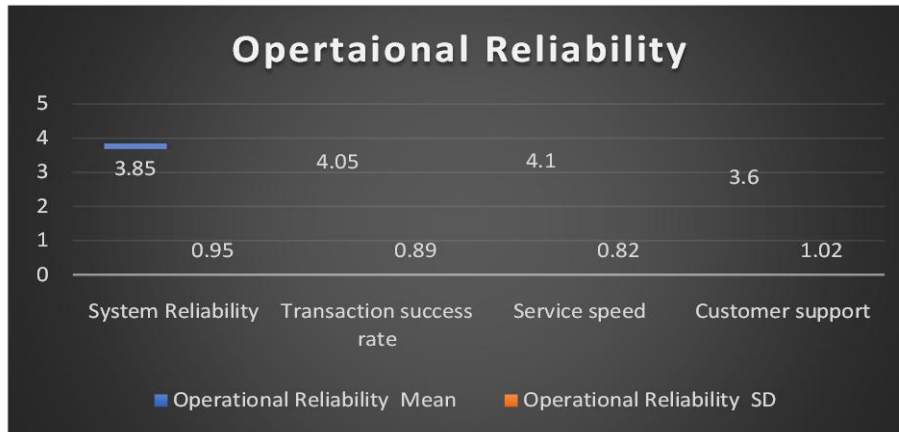 Opertaional Reliability
5
4
3
2
1
0
3.85
4.05
4.1
3.6
0.95
0.89
0.82
1.02
System Reliability
Transaction success
rate
Service speed
Customer support
Operational Reliability Mean
Operational Reliability SD